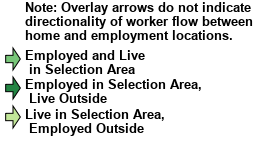 Note: Overlay arrows do not indicate
directionality of worker flow between
home and employment locations.
Employed and Live
in Selection Area
Employed in Selection Area,
Live Outside
Live in Selection Area,
Employed Outside